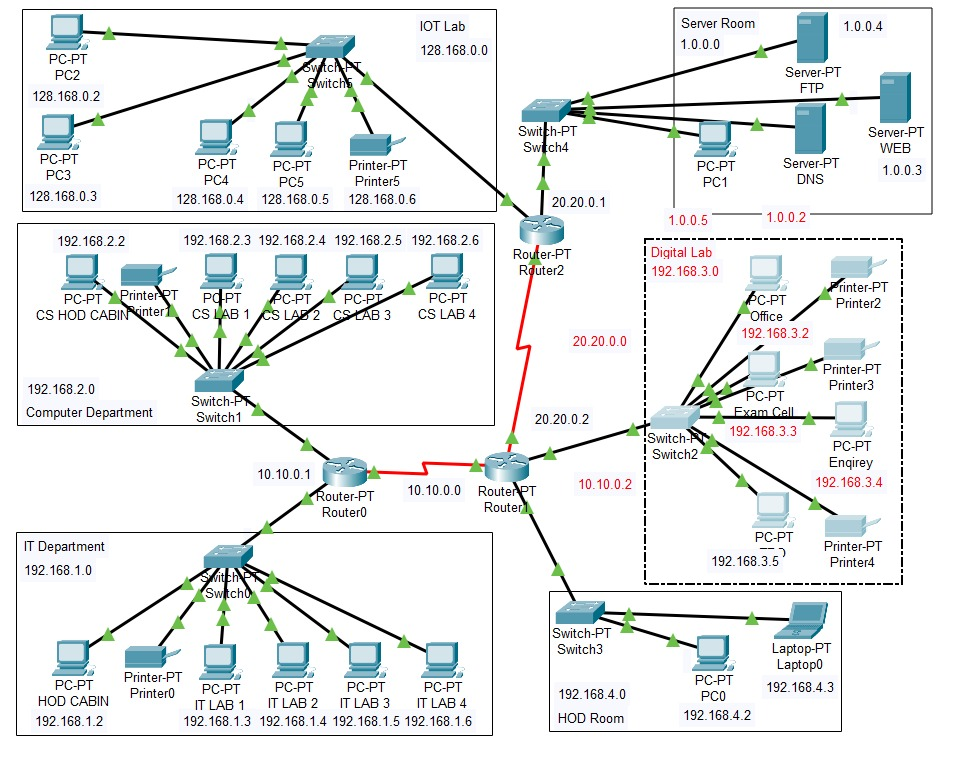 IOT Lab
128.168.0.0
PC-PT
PC2
128.168.0.2
PC-PT
PC3
128.168.0.3
Switch-PT
Switch5
PC-PT
PC4
128.168.0.4
PC-PT
PC5
128.168.0.5
Printer-PT
Printer5
128.168.0.6
Server Room
1.0.0.0
1.0.0.4
Server-PT
FTP
Server-PT
WEB
1.0.0.3
Server-PT
DNS
1.0.0.2
PC-PT
PC1
1.0.0.5
Switch-PT
Switch4
20.20.0.1
Router-PT
Router2
20.20.0.0
20.20.0.2
192.168.2.2
192.168.2.3
192.168.2.4
192.168.2.5
192.168.2.6
PC-PT
CS HOD CABIN
Printer-PT
Printer1
PC-PT
CS LAB 1
PC-PT
CS LAB 2
PC-PT
CS LAB 3
PC-PT
CS LAB 4
192.168.2.0
Computer Department
Switch-PT
Switch1
10.10.0.1
Router-PT
Router0
10.10.0.0
Router-PT
Router1
10.10.0.2
Digital Lab
192.168.3.0
PC-PT
Office
192.168.3.2
Printer-PT
Printer2
Printer-PT
Printer3
PC-PT
Exam Cell
192.168.3.3
Switch-PT
Switch2
PC-PT
Enqirey
192.168.3.4
PC-PT
192.168.3.5
Printer-PT
Printer4
IT Department
192.168.1.0
Switch-PT
Switch0
PC-PT
HOD CABIN
192.168.1.2
Printer-PT
Printer0
PC-PT
IT LAB 1
192.168.1.3
PC-PT
IT LAB 2
192.168.1.4
PC-PT
IT LAB 3
192.168.1.5
PC-PT
IT LAB 4
192.168.1.6
Switch-PT
Switch3
PC-PT
PC0
192.168.4.2
Laptop-PT
Laptop0
192.168.4.3
192.168.4.0
HOD Room